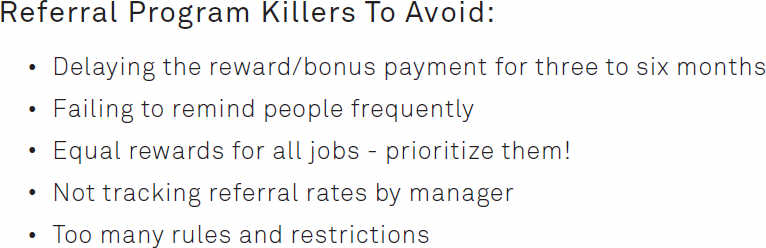 Referral Program Killers To Avoid:
• Delaying the reward/bonus payment for three to six months
• Failing to remind people frequently
• Equal rewards for all jobs - prioritize them!
• Not tracking referral rates by manager
• Too many rules and restrictions